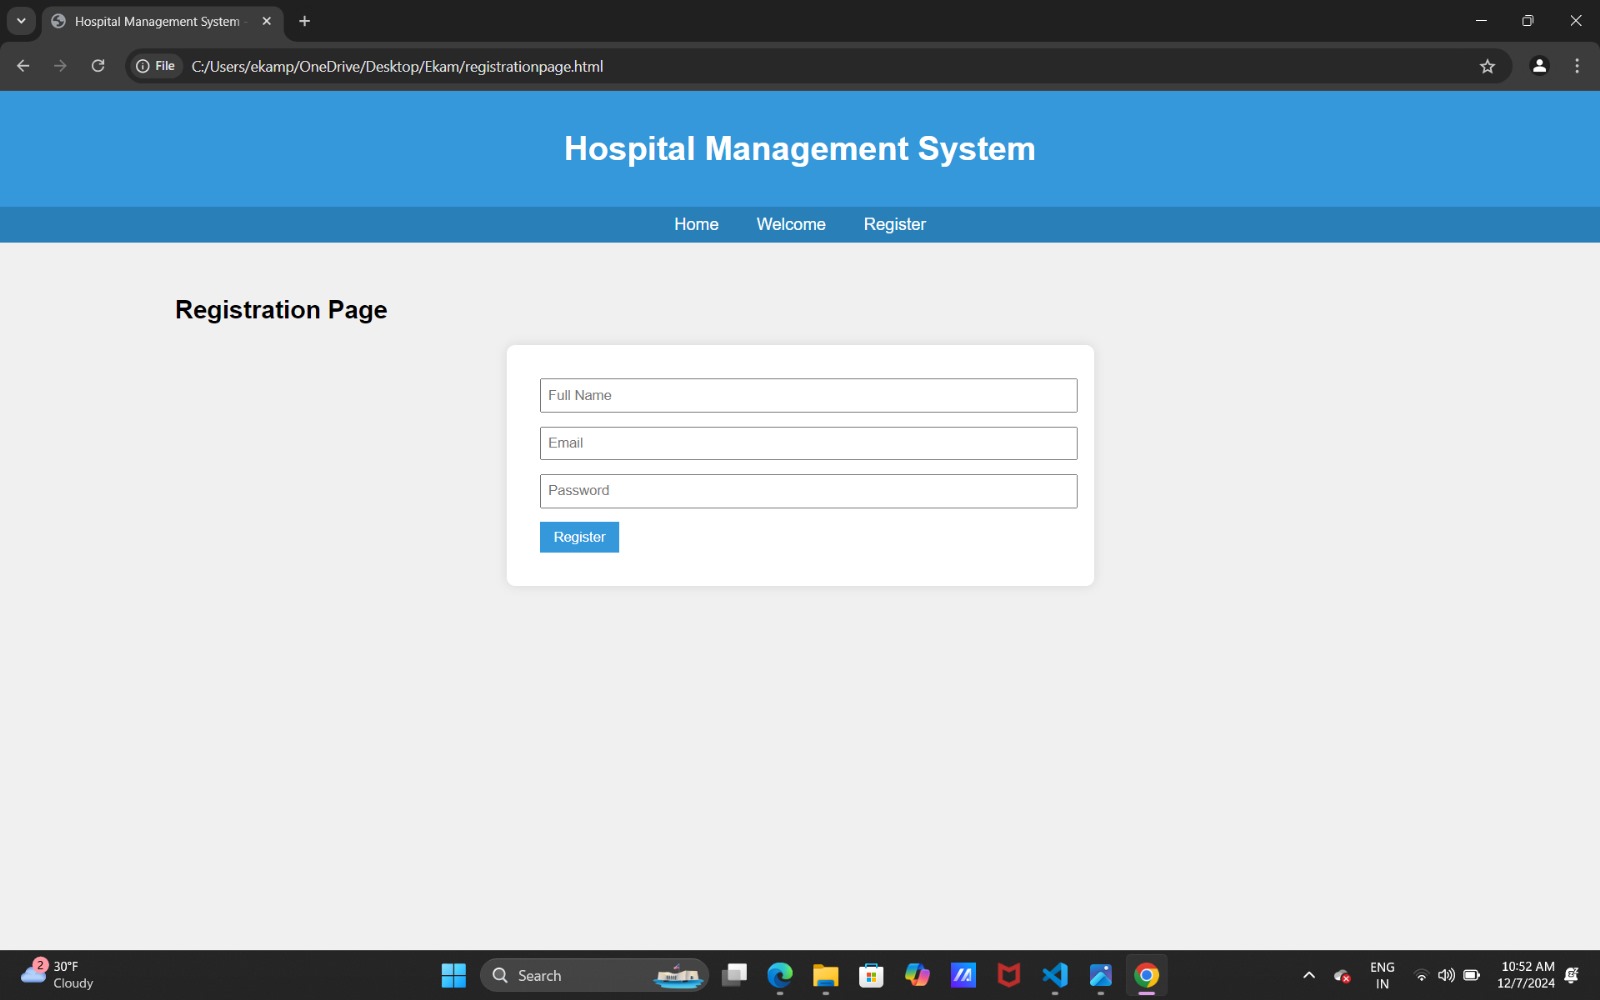 Hospital Management System
File
C:/Users/ekamp/OneDrive/Desktop/Ekam/registrationpage.html
Hospital Management System
Home Welcome Register
Registration Page
Full Name
Email
Password
Register
2
30°F
Cloudy
Search
ENG
IN
10:52 AM
12/7/2024